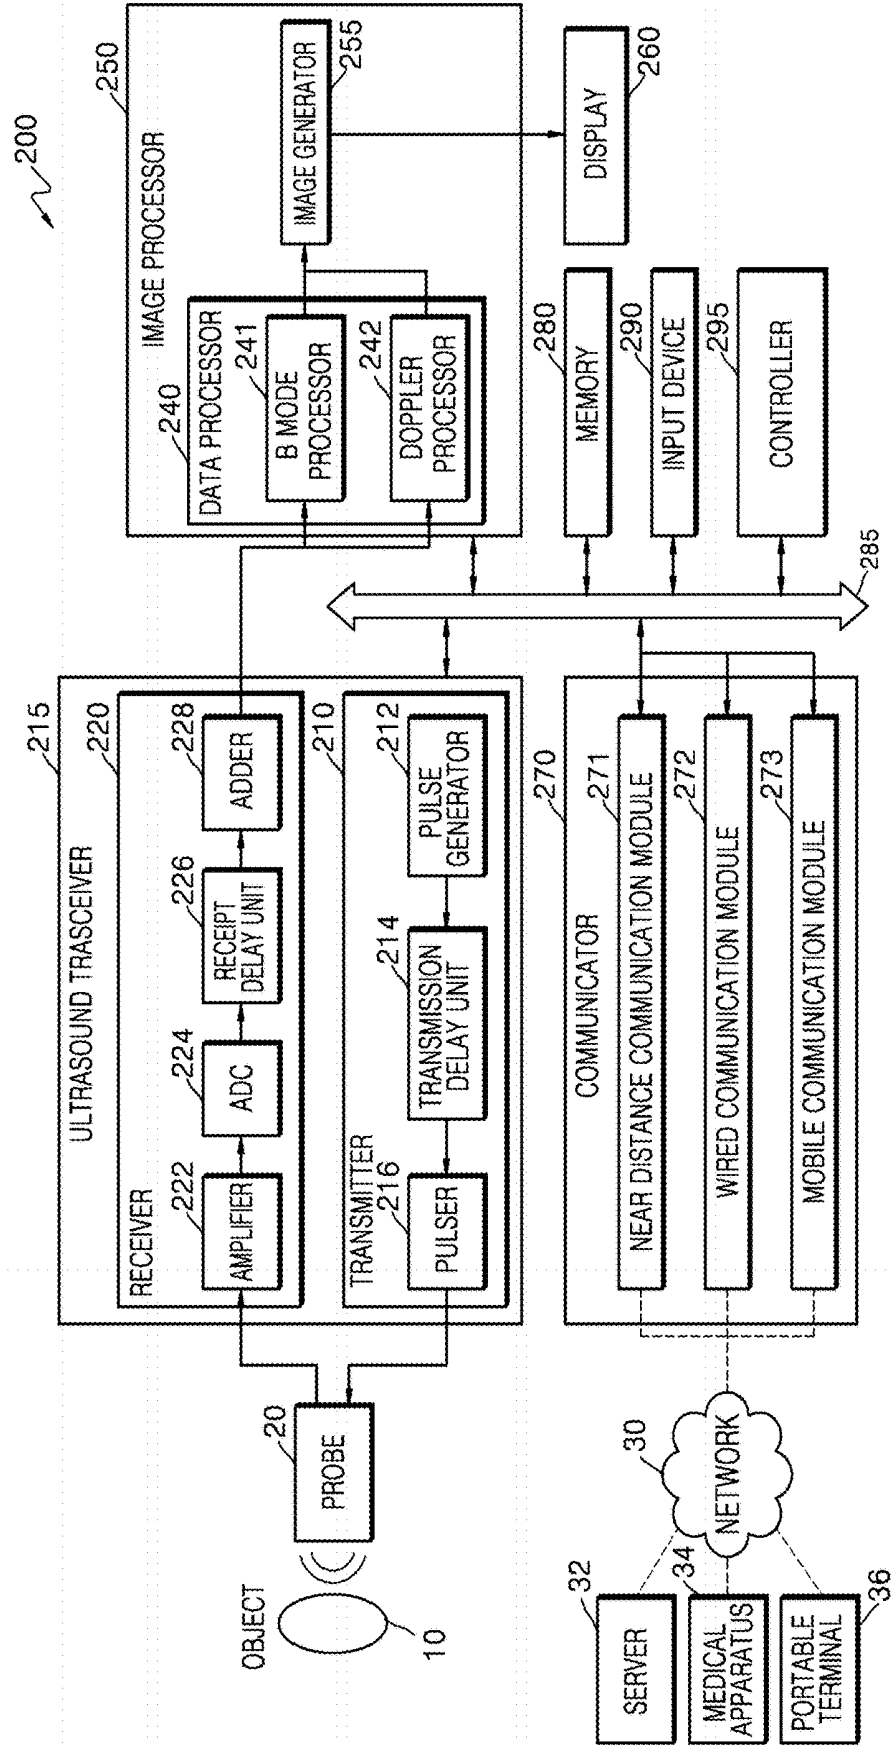 200
215
ULTRASOUND TRASCEIVER
220
RECEIVER
222
AMPLIFIER
224
ADC
226
RECEIPT
DELAY UNIT
228
ADDER
210
TRANSMITTER
216
PULSER
214
TRANSMISSION
DELAY UNIT
212
PULSE
GENERATOR
OBJECT
10
20
PROBE
250
IMAGE PROCESSOR
240
DATA PROCESSOR
241
B MODE
PROCESSOR
242
DOPPLER
PROCESSOR
255
IMAGE GENERATOR
260
DISPLAY
280
MEMORY
290
INPUT DEVICE
295
CONTROLLER
285
270
COMMUNICATOR
271
NEAR DISTANCE COMMUNICATION MODULE
272
WIRED COMMUNICATION MODULE
273
MOBILE COMMUNICATION MODULE
30
NETWORK
32
SERVER
34
MEDICAL
APPARATUS
36
PORTABLE
TERMINAL